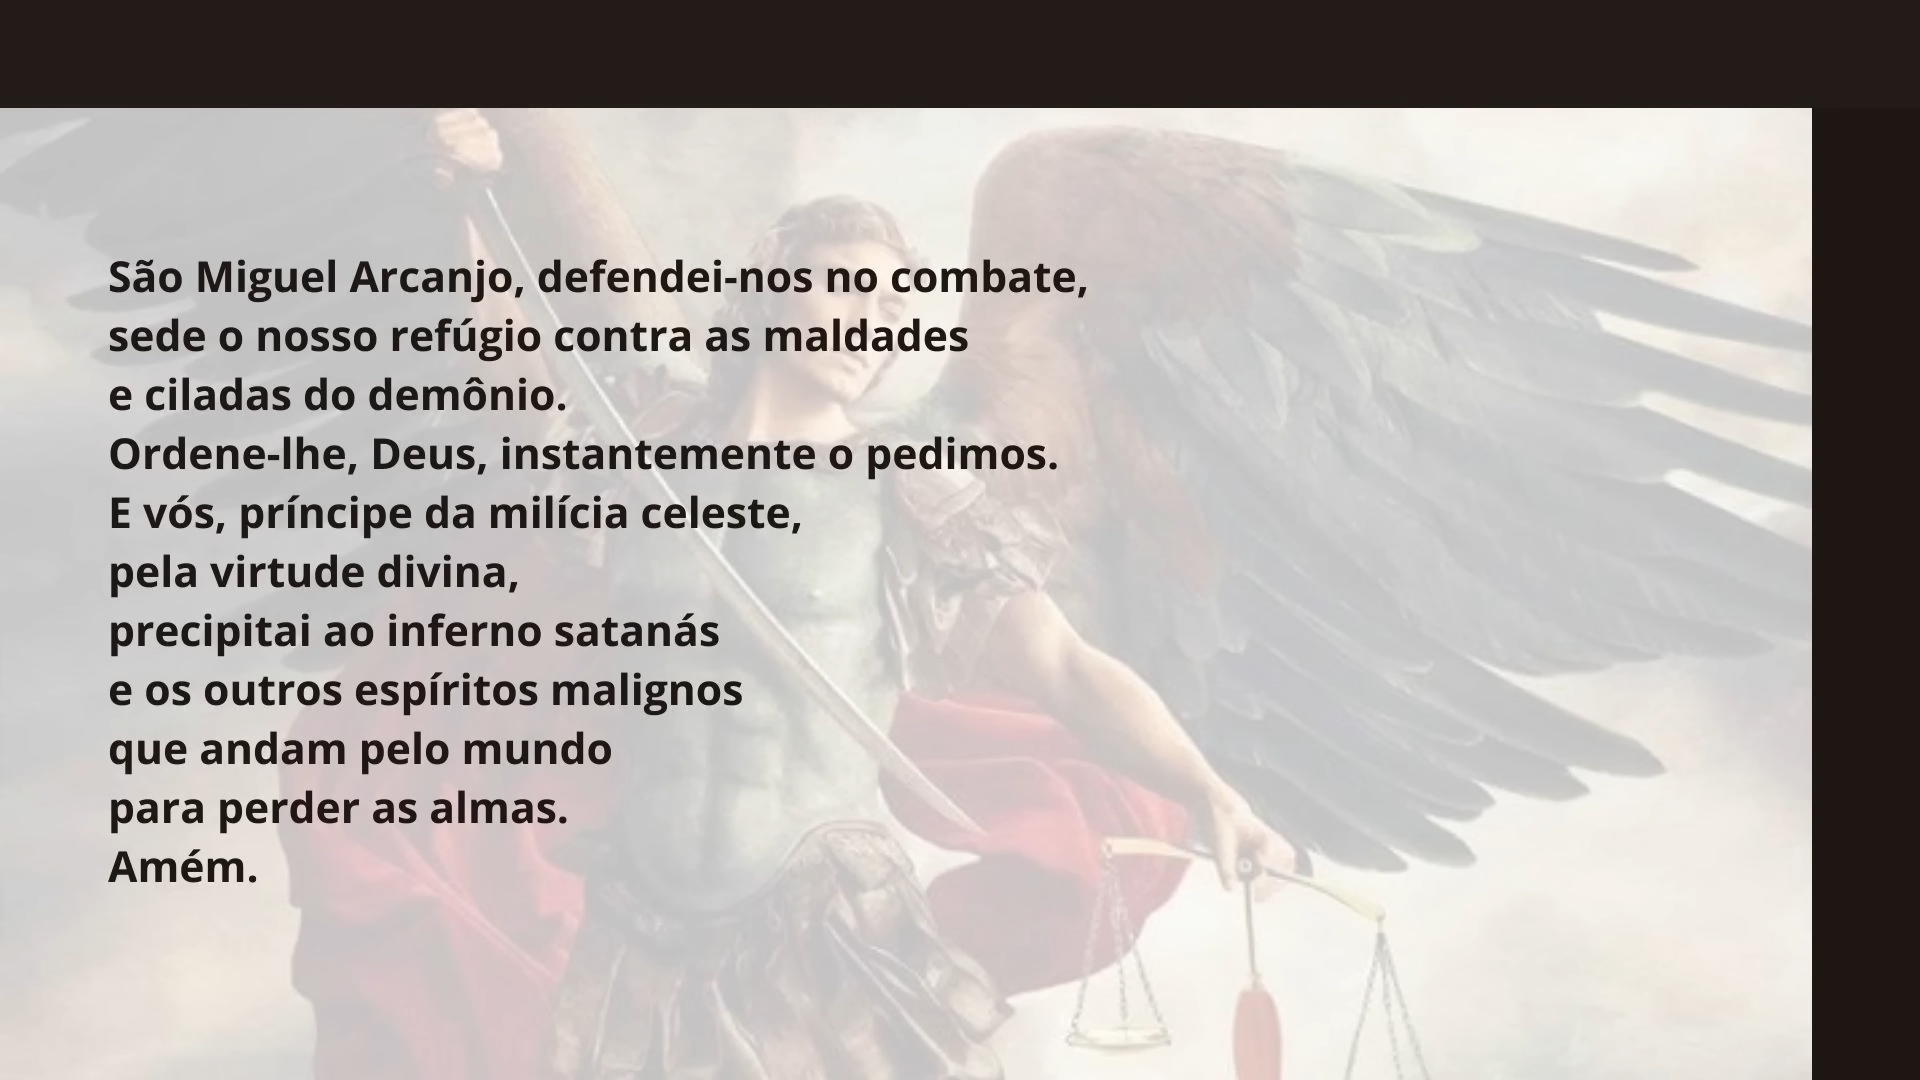 São Miguel Arcanjo, defendei-nos no combate,
sede o nosso refúgio contra as maldades
e ciladas do demônio.
Ordene-lhe, Deus, instantemente o pedimos.
E vós, príncipe da milícia celeste,
pela virtude divina,
precipitai ao inferno satanás
e os outros espíritos malignos
que andam pelo mundo
para perder as almas.
Amém.